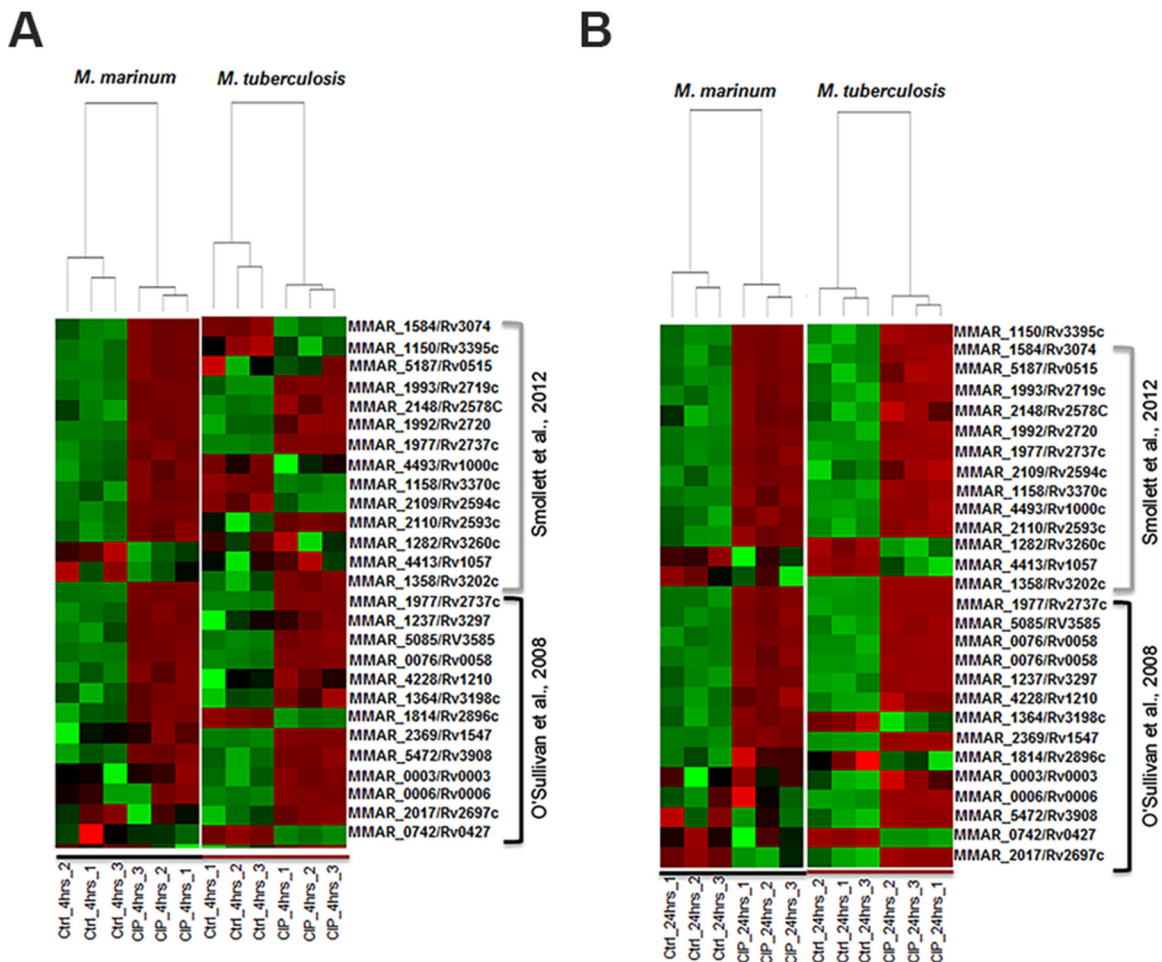 A
B
M. marinum
M. tuberculosis
M. marinum
M. tuberculosis
MMAR_1584/Rv3074
MMAR_1150/Rv3395c
MMAR_5187/Rv0515
MMAR_1993/Rv2719c
MMAR_2148/Rv2578C
MMAR_1992/Rv2720
MMAR_1977/Rv2737c
MMAR_4493/Rv1000c
MMAR_1158/Rv3370c
MMAR_2109/Rv2594c
MMAR_2110/Rv2593c
MMAR_1282/Rv3260c
MMAR_4413/Rv1057
MMAR_1358/Rv3202c
MMAR_1977/Rv2737c
MMAR_1237/Rv3297
MMAR_5085/RV3585
MMAR_0076/Rv0058
MMAR_4228/Rv1210
MMAR_1364/Rv3198c
MMAR_1814/Rv2896c
MMAR_2369/Rv1547
MMAR_5472/Rv3908
MMAR_0003/Rv0003
MMAR_0006/Rv0006
MMAR_2017/Rv2697c
MMAR_0742/Rv0427
Smollett et al., 2012
O'Sullivan et al., 2008
Ctrl_4hrs_2
Ctrl_4hrs_1
Ctrl_4hrs_3
CIP_4hrs_3
CIP_4hrs_2
CIP_4hrs_1
Ctrl_4hrs_1
Ctrl_4hrs_2
Ctrl_4hrs_3
CIP_4hrs_1
CIP_4hrs_2
CIP_4hrs_3
MMAR_1150/Rv3395c
MMAR_1584/Rv3074
MMAR_5187/Rv0515
MMAR_1993/Rv2719c
MMAR_2148/Rv2578C
MMAR_1992/Rv2720
MMAR_1977/Rv2737c
MMAR_2109/Rv2594c
MMAR_1158/Rv3370c
MMAR_4493/Rv1000c
MMAR_2110/Rv2593c
MMAR_1282/Rv3260c
MMAR_4413/Rv1057
MMAR_1358/Rv3202c
MMAR_1977/Rv2737c
MMAR_5085/RV3585
MMAR_0076/Rv0058
MMAR_0076/Rv0058
MMAR_1237/Rv3297
MMAR_4228/Rv1210
MMAR_1364/Rv3198c
MMAR_2369/Rv1547
MMAR_1814/Rv2896c
MMAR_0003/Rv0003
MMAR_0006/Rv0006
MMAR_5472/Rv3908
MMAR_0742/Rv0427
MMAR_2017/Rv2697c
Smollett et al., 2012
O'Sullivan et al., 2008
Ctrl_24hrs_1
Ctrl_24hrs_2
Ctrl_24hrs_3
CIP_24hrs_1
CIP_24hrs_2
CIP_24hrs_3
Ctrl_24hrs_2
Ctrl_24hrs_1
Ctrl_24hrs_3
CIP_24hrs_2
CIP_24hrs_3
CIP_24hrs_1